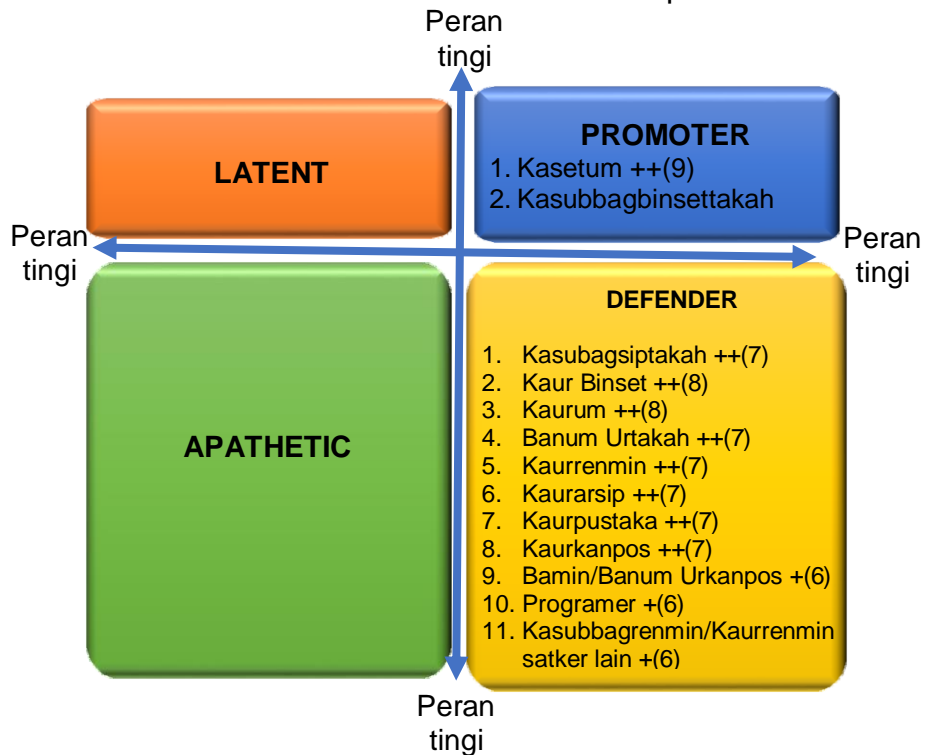 Peran
tingi
LATENT
PROMOTER
1. Kasetum ++(9)
2. Kasubbagbinsettakah
Peran
tingi
Peran
tingi
APATHETIC
DEFENDER
1. Kasubagsiptakah ++(7)
2. Kaur Binset ++(8)
3. Kaurum ++(8)
4. Banum Urtakah ++(7)
5. Kaurrenmin ++(7)
6. Kaurarsip ++(7)
7. Kaurpustaka ++(7)
8. Kaurkanpos ++(7)
9. Bamin/Banum Urkanpos +(6)
10. Programer +(6)
11. Kasubbagrenmin/Kaurrenmin
satker lain +(6)
Peran
tingi